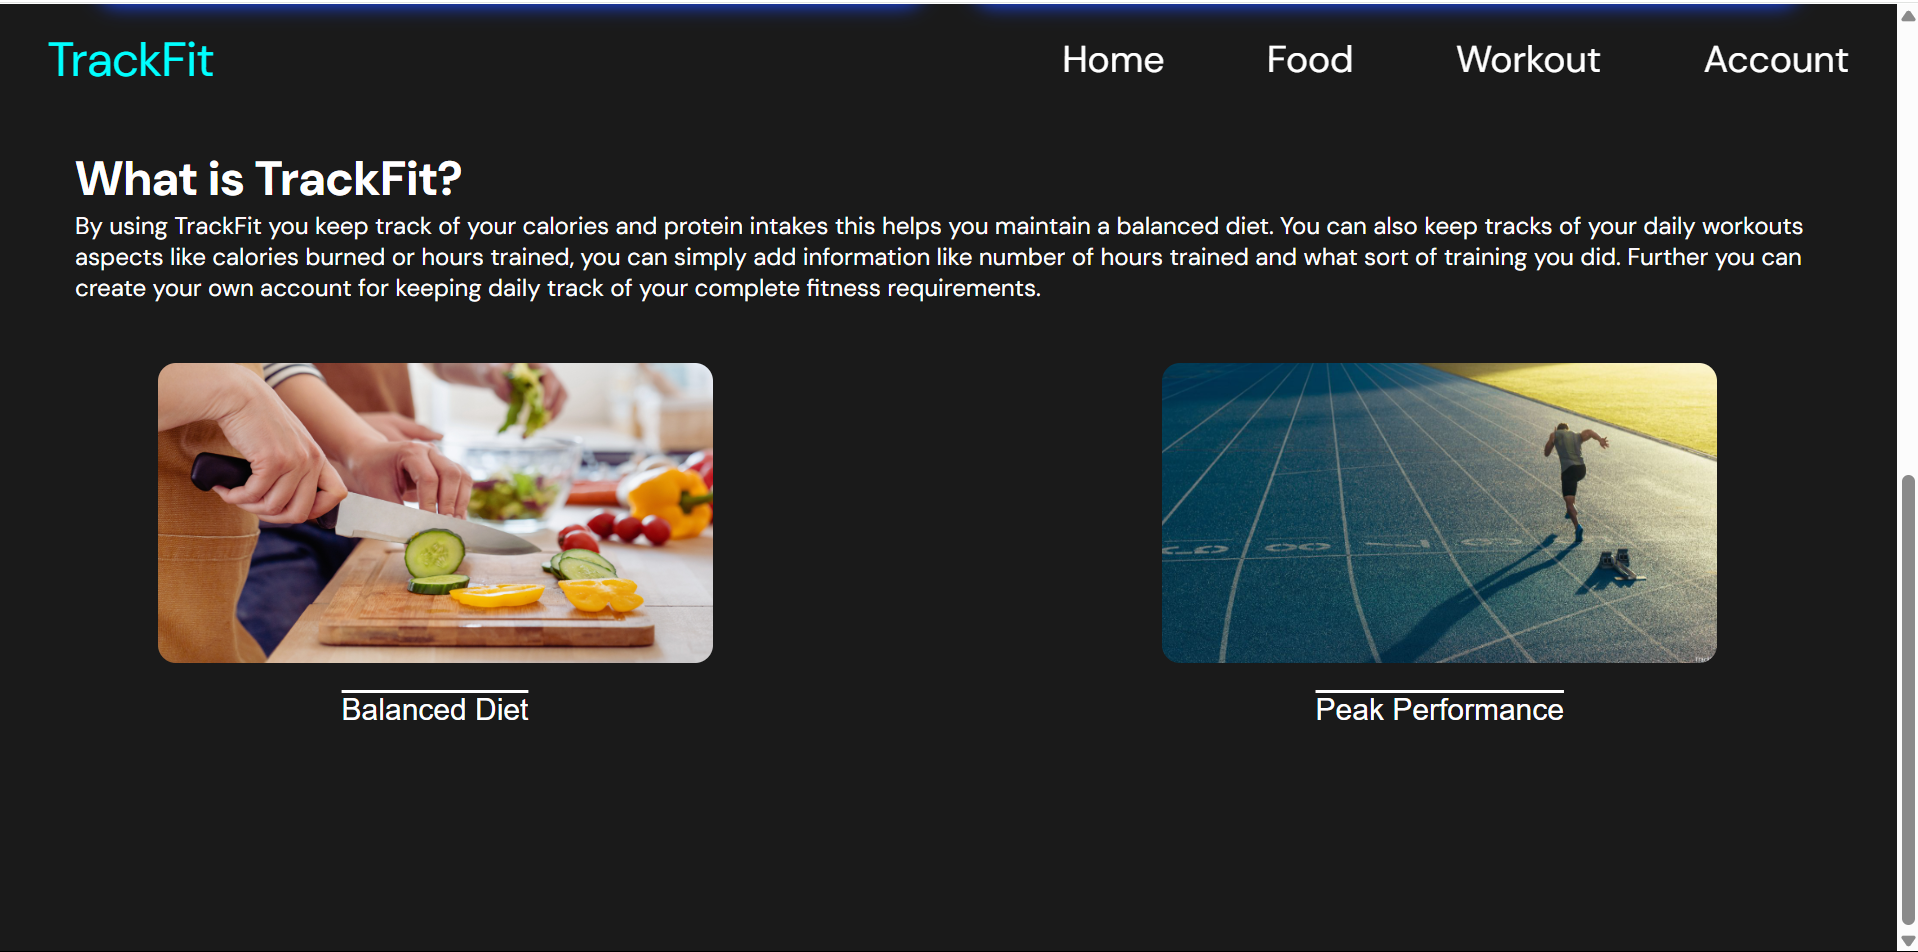 TrackFit
Home Food Workout Account
What is TrackFit?
By using TrackFit you keep track of your calories and protein intakes this helps you maintain a balanced diet. You can also keep tracks of your daily workouts
aspects like calories burned or hours trained, you can simply add information like number of hours trained and what sort of training you did. Further you can
create your own account for keeping daily track of your complete fitness requirements.
9 8 7 6
Balanced Diet
Peak Performance